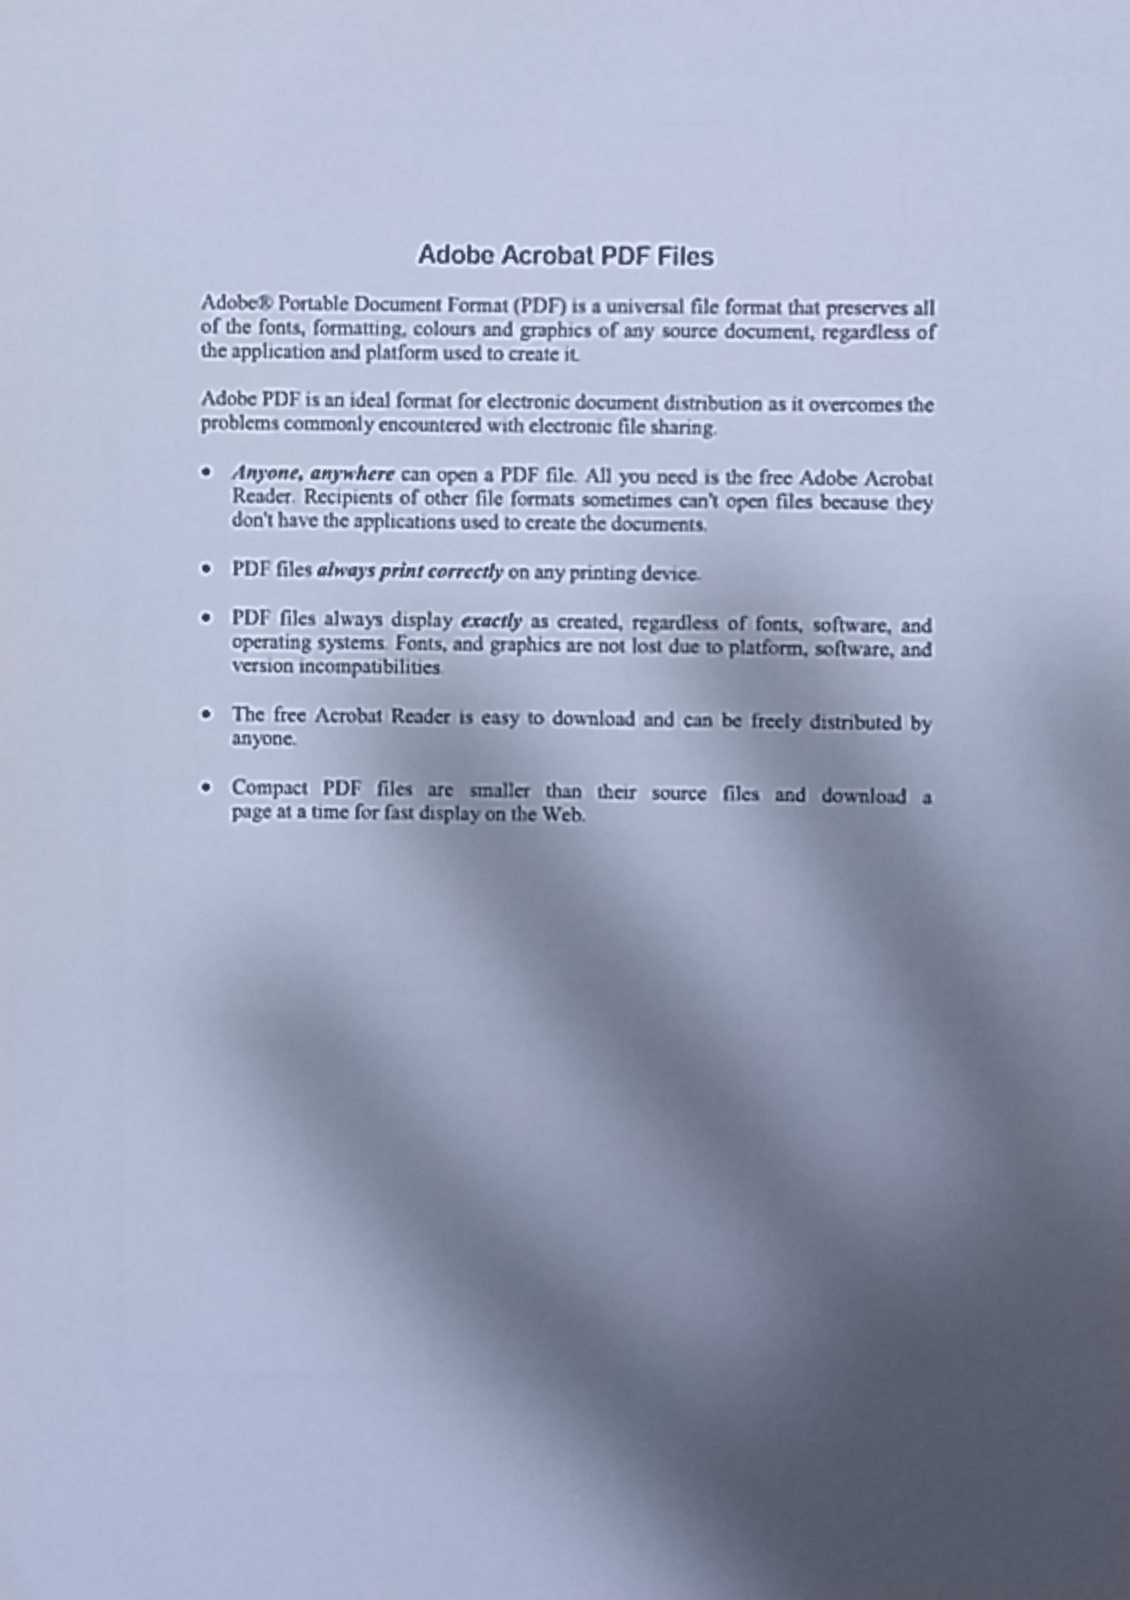 Adobe Acrobat PDF Files
Adobe® Portable Document Format (PDF) is a universal file format that preserves all
of the fonts, formatting, colours and graphics of any source document, regardless of
the application and platform used to create it.
Adobe PDF is an ideal format for electronic document distribution as it overcomes the
problems commonly encountered with electronic file sharing.
• Anyone, anywhere can open a PDF file. All you need is the free Adobe Acrobat
Reader. Recipients of other file formats sometimes can't open files because they
don't have the applications used to create the documents.
• PDF files always print correctly on any printing device.
• PDF files always display exactly as created, regardless of fonts, software, and
operating systems. Fonts, and graphics are not lost due to platform, software, and
version incompatibilities.
• The free Acrobat Reader is easy to download and can be freely distributed by
anyone.
• Compact PDF files are smaller than their source files and download a
page at a time for fast display on the Web.